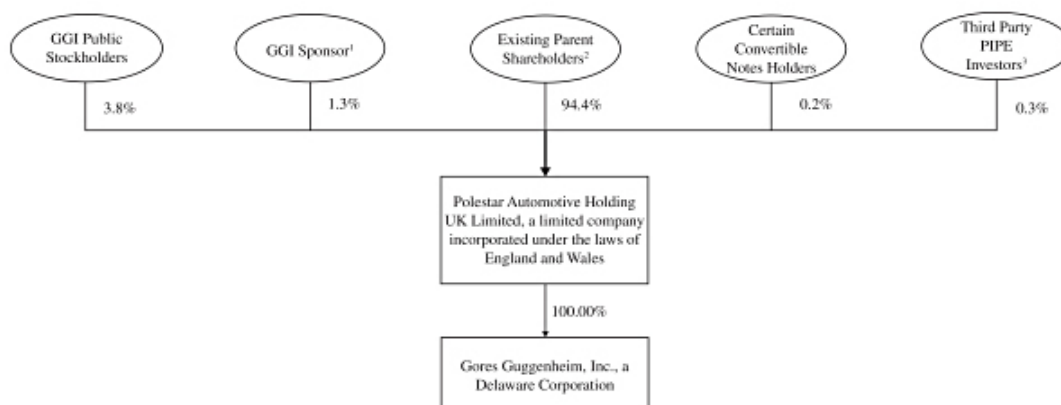 GGI Public
Stockholders
GGI Sponsor¹
Existing Parent
Shareholders²
Certain
Convertible
Notes Holders
Third Party
PIPE
Investors³
3.8%
1.3%
94.4%
0.2%
0.3%
Polestar Automotive Holding
UK Limited, a limited company
incorporated under the laws of
England and Wales
100.00%
Gores Guggenheim, Inc., a
Delaware Corporation